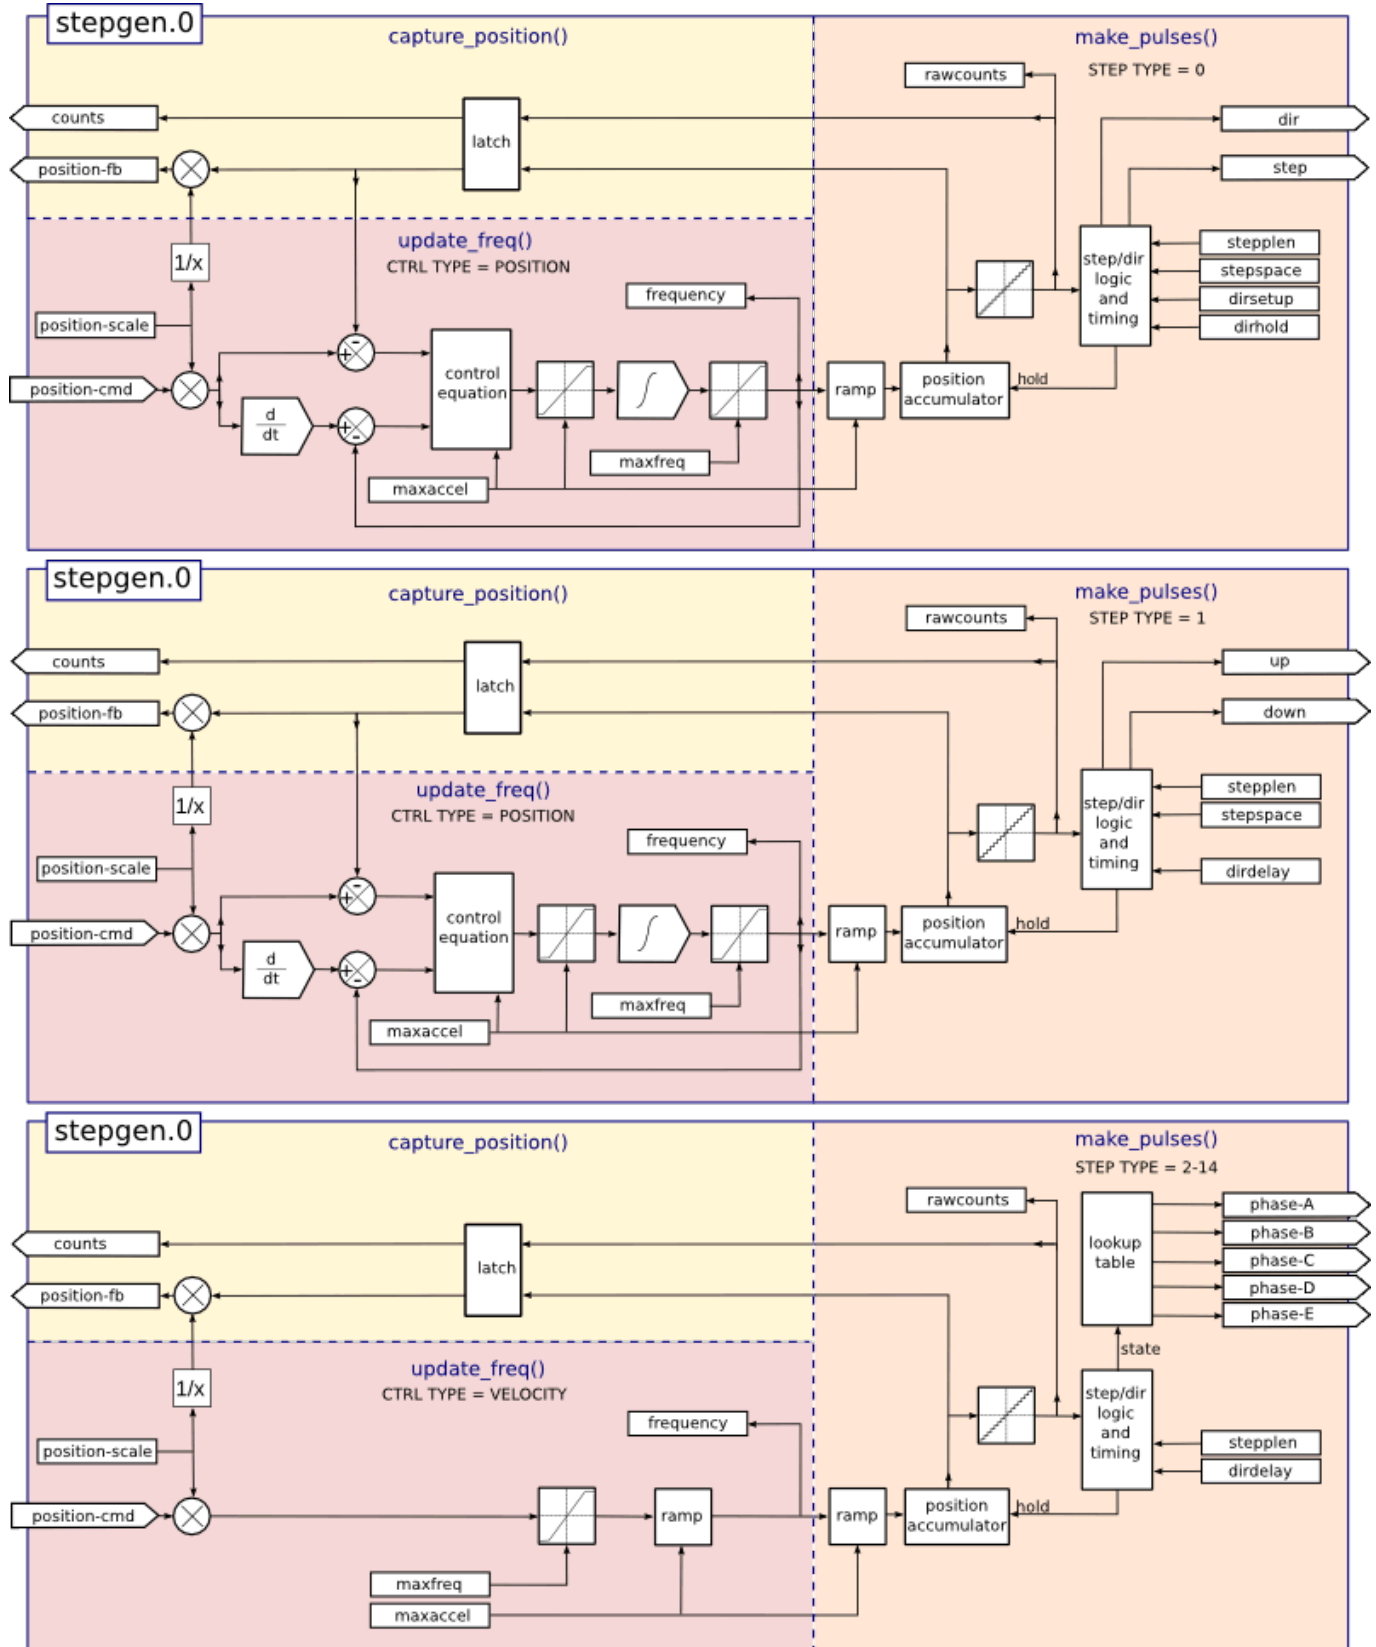 stepgen.0
capture_position()
make_pulses()
STEP TYPE = 0
rawcounts
counts
latch
dir
position-fb
step
update_freq()
CTRL TYPE = POSITION
1/x
frequency
step/dir
logic
and
timing
stepplen
stepspace
dirsetup
dirhold
position-scale
position-cmd
d
dt
+
-
+
-
control
equation
∫
ramp
position
accumulator
hold
maxfreq
maxaccel
stepgen.0
capture_position()
make_pulses()
STEP TYPE = 1
rawcounts
counts
latch
up
position-fb
down
update_freq()
CTRL TYPE = POSITION
1/x
frequency
step/dir
logic
and
timing
stepplen
stepspace
dirdelay
position-scale
position-cmd
d
dt
+
-
+
-
control
equation
∫
ramp
position
accumulator
hold
maxfreq
maxaccel
stepgen.0
capture_position()
make_pulses()
STEP TYPE = 2-14
rawcounts
counts
latch
lookup
table
phase-A
phase-B
phase-C
phase-D
phase-E
position-fb
state
update_freq()
CTRL TYPE = VELOCITY
1/x
frequency
step/dir
logic
and
timing
stepplen
dirdelay
position-scale
position-cmd
ramp
ramp
position
accumulator
hold
maxfreq
maxaccel